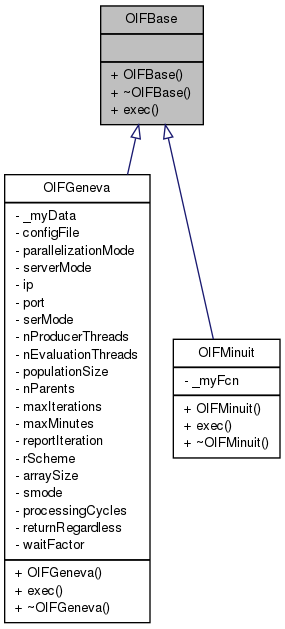 OIFBase
+ OIFBase()
+ ~OIFBase()
+ exec()
OIFGeneva
- _myData
- configFile
- parallelizationMode
- serverMode
- ip
- port
- serMode
- nProducerThreads
- nEvaluationThreads
- populationSize
- nParents
- maxIterations
- maxMinutes
- reportIteration
- rScheme
- arraySize
- smode
- processingCycles
- returnRegardless
- waitFactor
+ OIFGeneva()
+ exec()
+ ~OIFGeneva()
OIFMinuit
- _myFcn
+ OIFMinuit()
+ exec()
+ ~OIFMinuit()